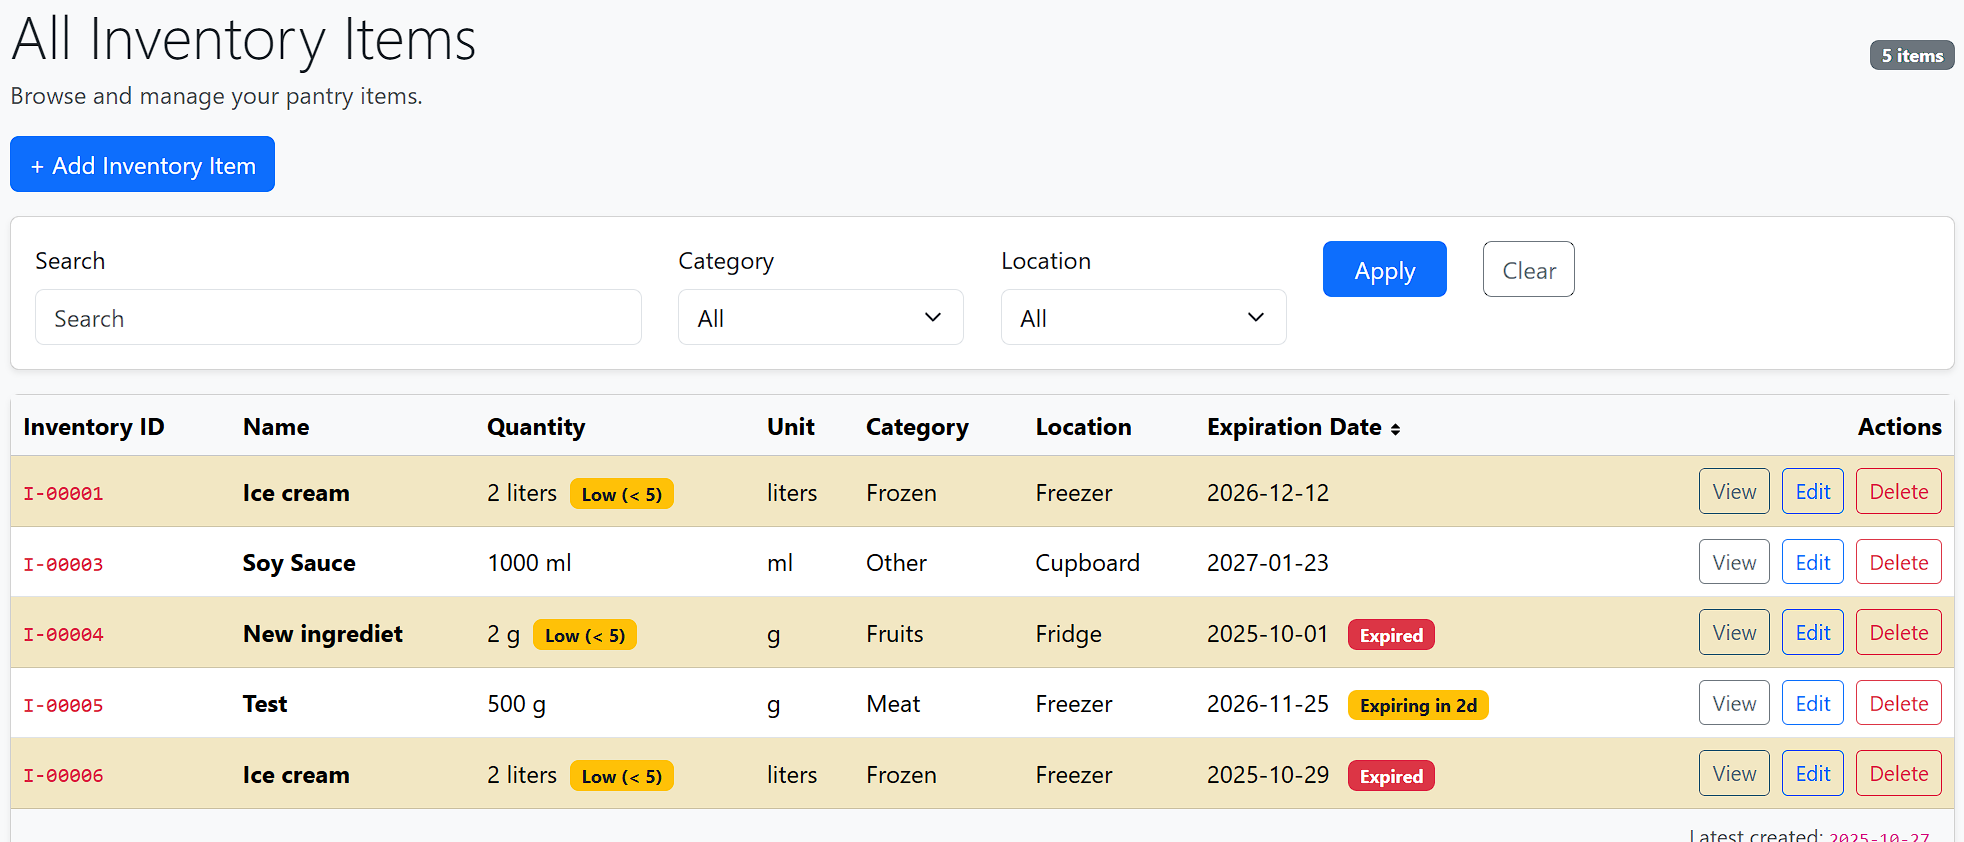 All Inventory Items
5 items
Browse and manage your pantry items.
+ Add Inventory Item
Search Category Location Apply Clear
Search All All
Inventory ID Name Quantity Unit Category Location Expiration Date Actions
I-00001 Ice cream 2 liters Low (< 5) liters Frozen Freezer 2026-12-12 View Edit Delete
I-00003 Soy Sauce 1000 ml ml Other Cupboard 2027-01-23 View Edit Delete
I-00004 New ingrediet 2 g Low (< 5) g Fruits Fridge 2025-10-01 Expired View Edit Delete
I-00005 Test 500 g g Meat Freezer 2026-11-25 Expiring in 2d View Edit Delete
I-00006 Ice cream 2 liters Low (< 5) liters Frozen Freezer 2025-10-29 Expired View Edit Delete
Latest created: 2025-10-27